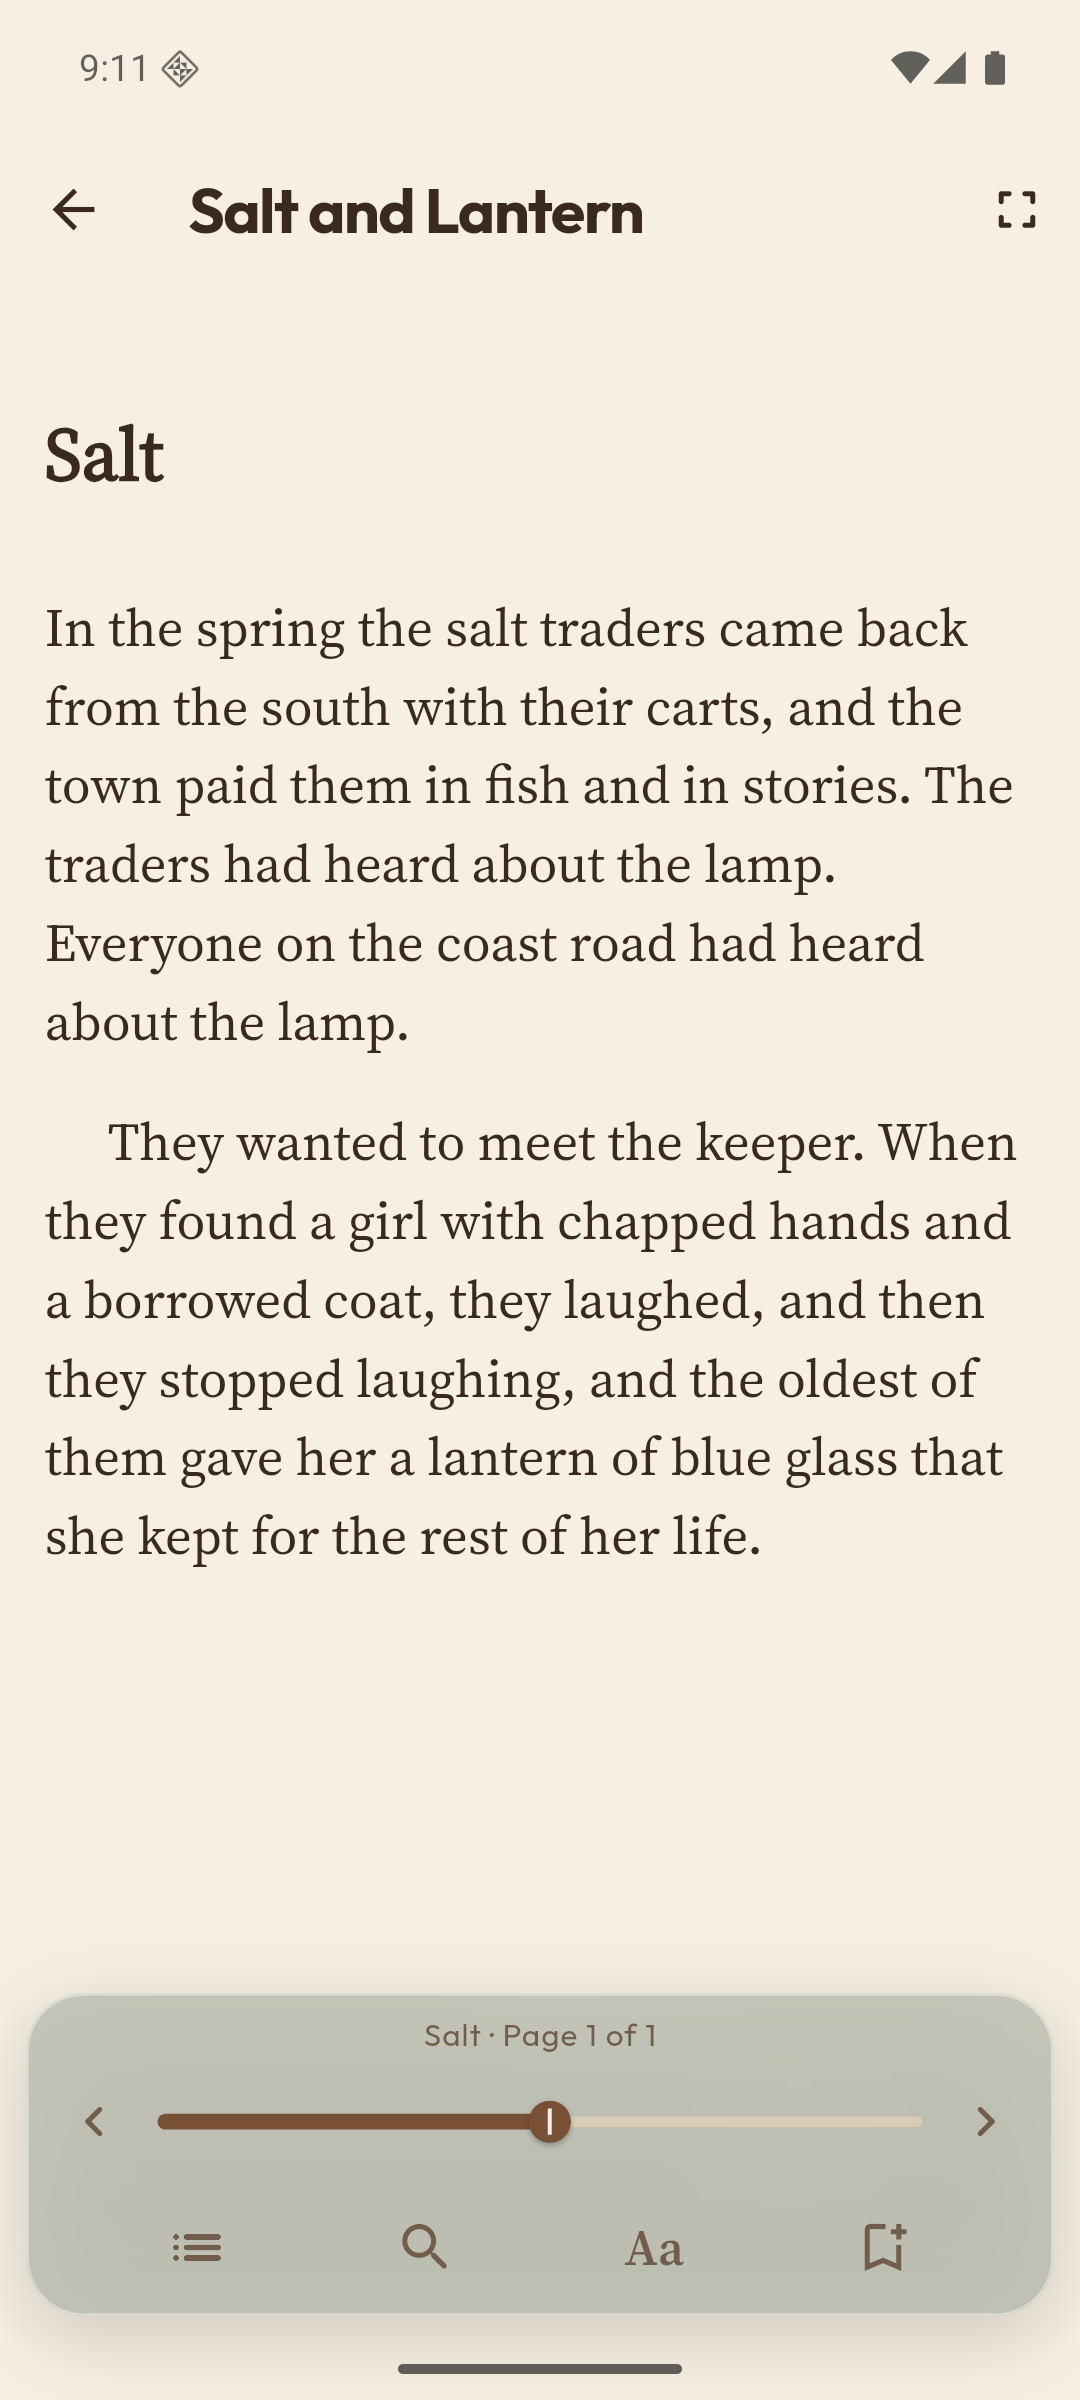 9:11
Salt and Lantern
Salt
In the spring the salt traders came back
from the south with their carts, and the
town paid them in fish and in stories. The
traders had heard about the lamp.
Everyone on the coast road had heard
about the lamp.
They wanted to meet the keeper. When
they found a girl with chapped hands and
a borrowed coat, they laughed, and then
they stopped laughing, and the oldest of
them gave her a lantern of blue glass that
she kept for the rest of her life.
Salt · Page 1 of 1
Aa